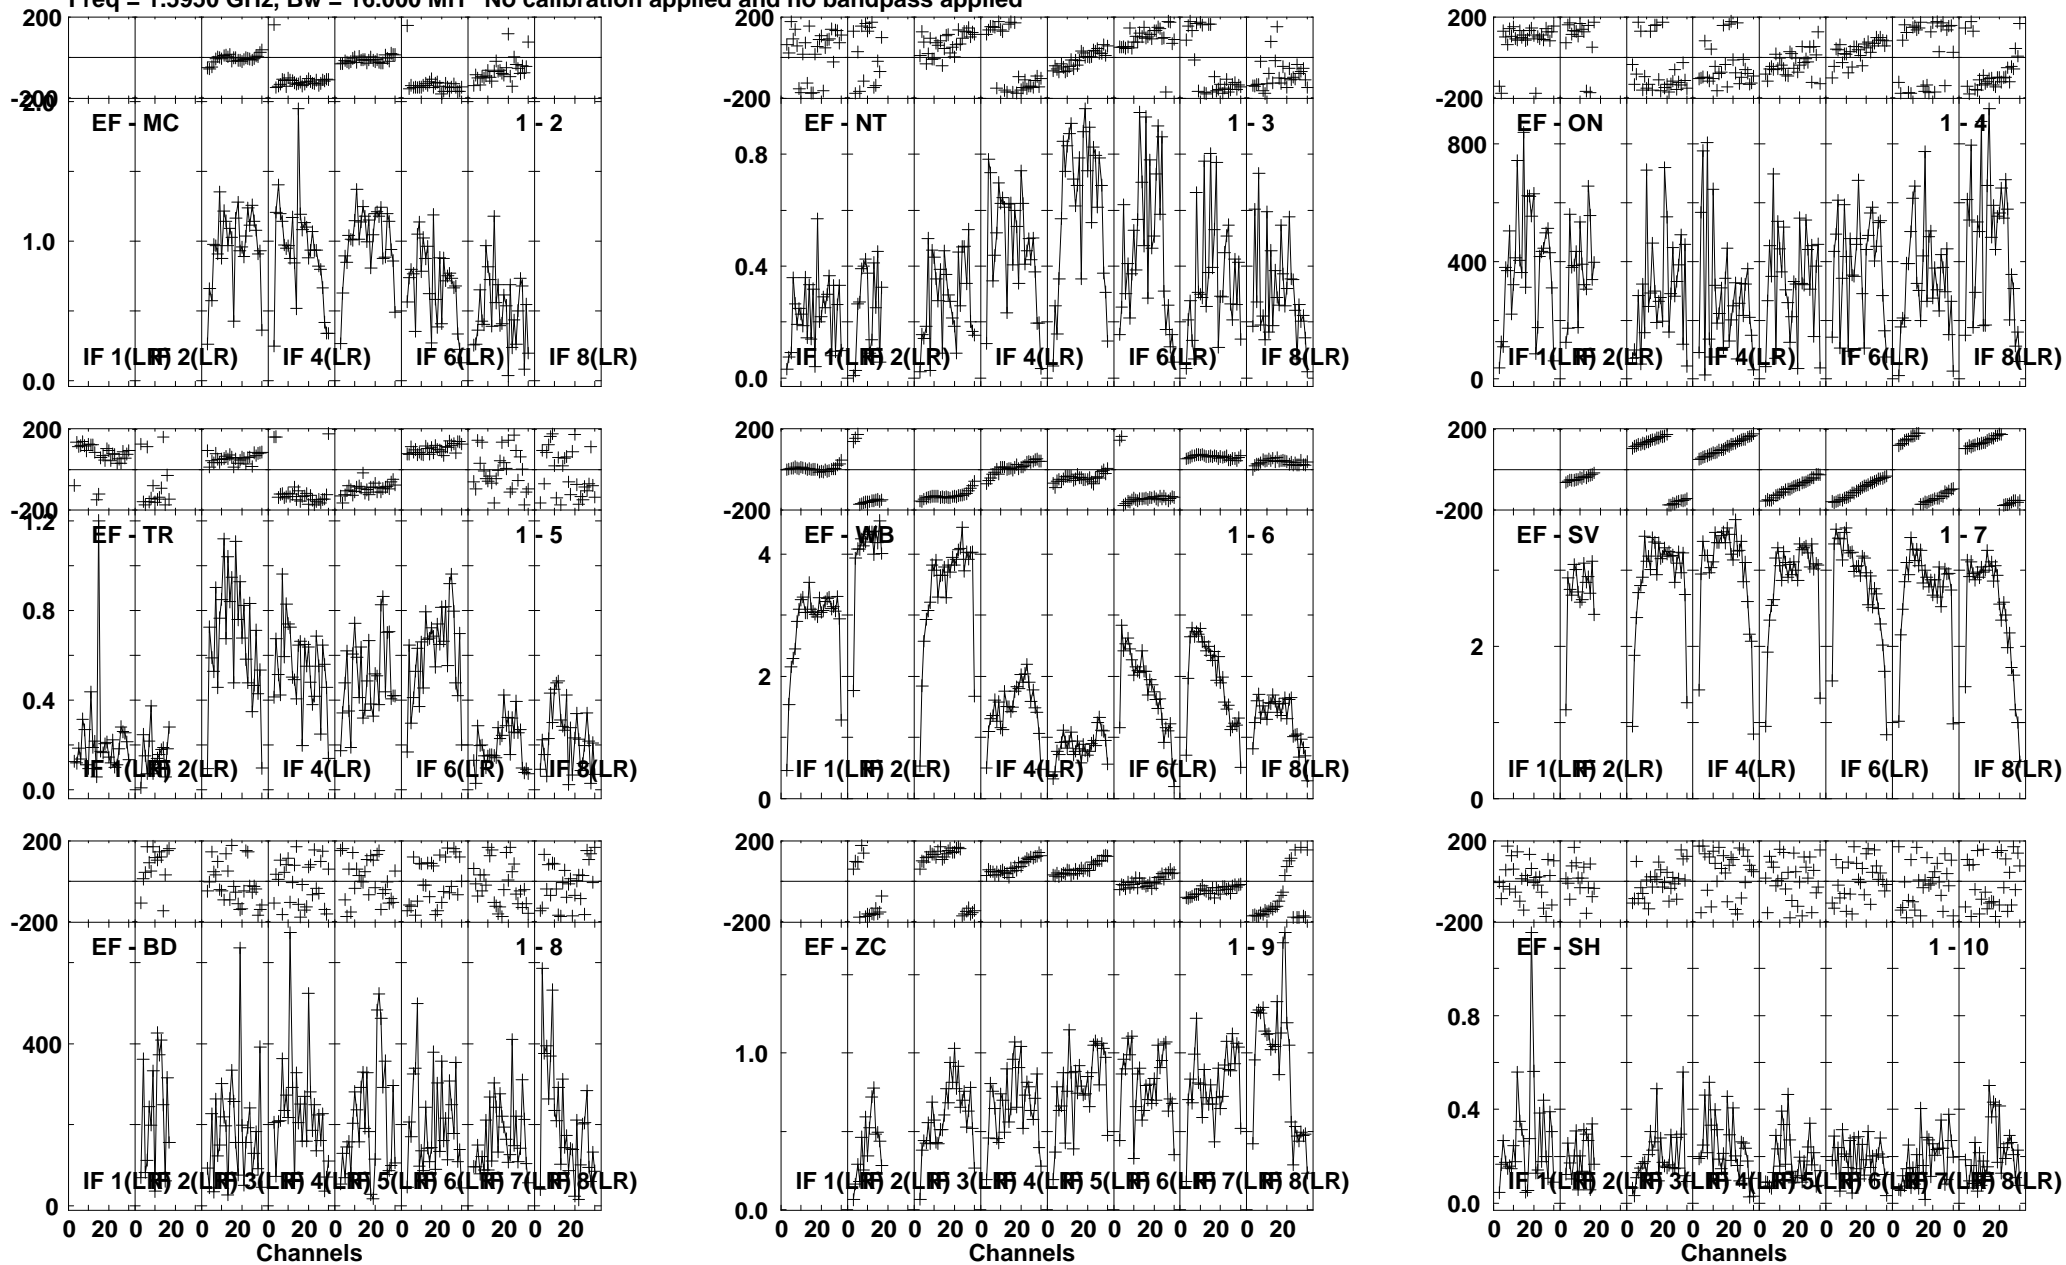 No calibration applied and no bandpass applied
200
-200
2.0
1.0
0.0
EF - MC 1 - 2
IF 1(LR) IF 2(LR) IF 4(LR) IF 6(LR) IF 8(LR)
200
-200
0.8
0.4
0.0
EF - NT 1 - 3
IF 1(LR) IF 2(LR) IF 4(LR) IF 6(LR) IF 8(LR)
200
-200
800
400
0
EF - ON 1 - 4
IF 1(LR) IF 2(LR) IF 4(LR) IF 6(LR) IF 8(LR)
200
-200
1.2
0.8
0.4
0.0
EF - TR 1 - 5
IF 1(LR) IF 2(LR) IF 4(LR) IF 6(LR) IF 8(LR)
200
-200
4
2
0
EF - WB 1 - 6
IF 1(LR) IF 2(LR) IF 4(LR) IF 6(LR) IF 8(LR)
200
-200
2
0
EF - SV 1 - 7
IF 1(LR) IF 2(LR) IF 4(LR) IF 6(LR) IF 8(LR)
200
-200
400
0
EF - BD 1 - 8
IF 1(LR) IF 2(LR) IF 3(LR) IF 4(LR) IF 5(LR) IF 6(LR) IF 7(LR) IF 8(LR)
0 20 0 20 0 20 0 20 0 20 0 20 0 20 0 20
Channels
200
-200
1.0
0.0
EF - ZC 1 - 9
IF 1(LR) IF 2(LR) IF 3(LR) IF 4(LR) IF 5(LR) IF 6(LR) IF 7(LR) IF 8(LR)
0 20 0 20 0 20 0 20 0 20 0 20 0 20 0 20
Channels
200
-200
0.8
0.4
0.0
EF - SH 1 - 10
IF 1(LR) IF 2(LR) IF 3(LR) IF 4(LR) IF 5(LR) IF 6(LR) IF 7(LR) IF 8(LR)
0 20 0 20 0 20 0 20 0 20 0 20 0 20 0 20
Channels